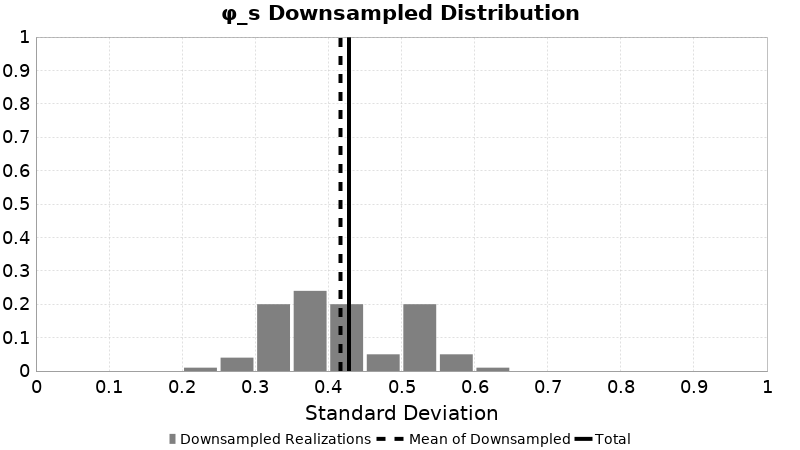 φ_s Downsampled Distribution
1
0.9
0.8
0.7
0.6
0.5
0.4
0.3
0.2
0.1
0
0 0.1 0.2 0.3 0.4 0.5 0.6 0.7 0.8 0.9 1
Standard Deviation
Downsampled Realizations Mean of Downsampled Total